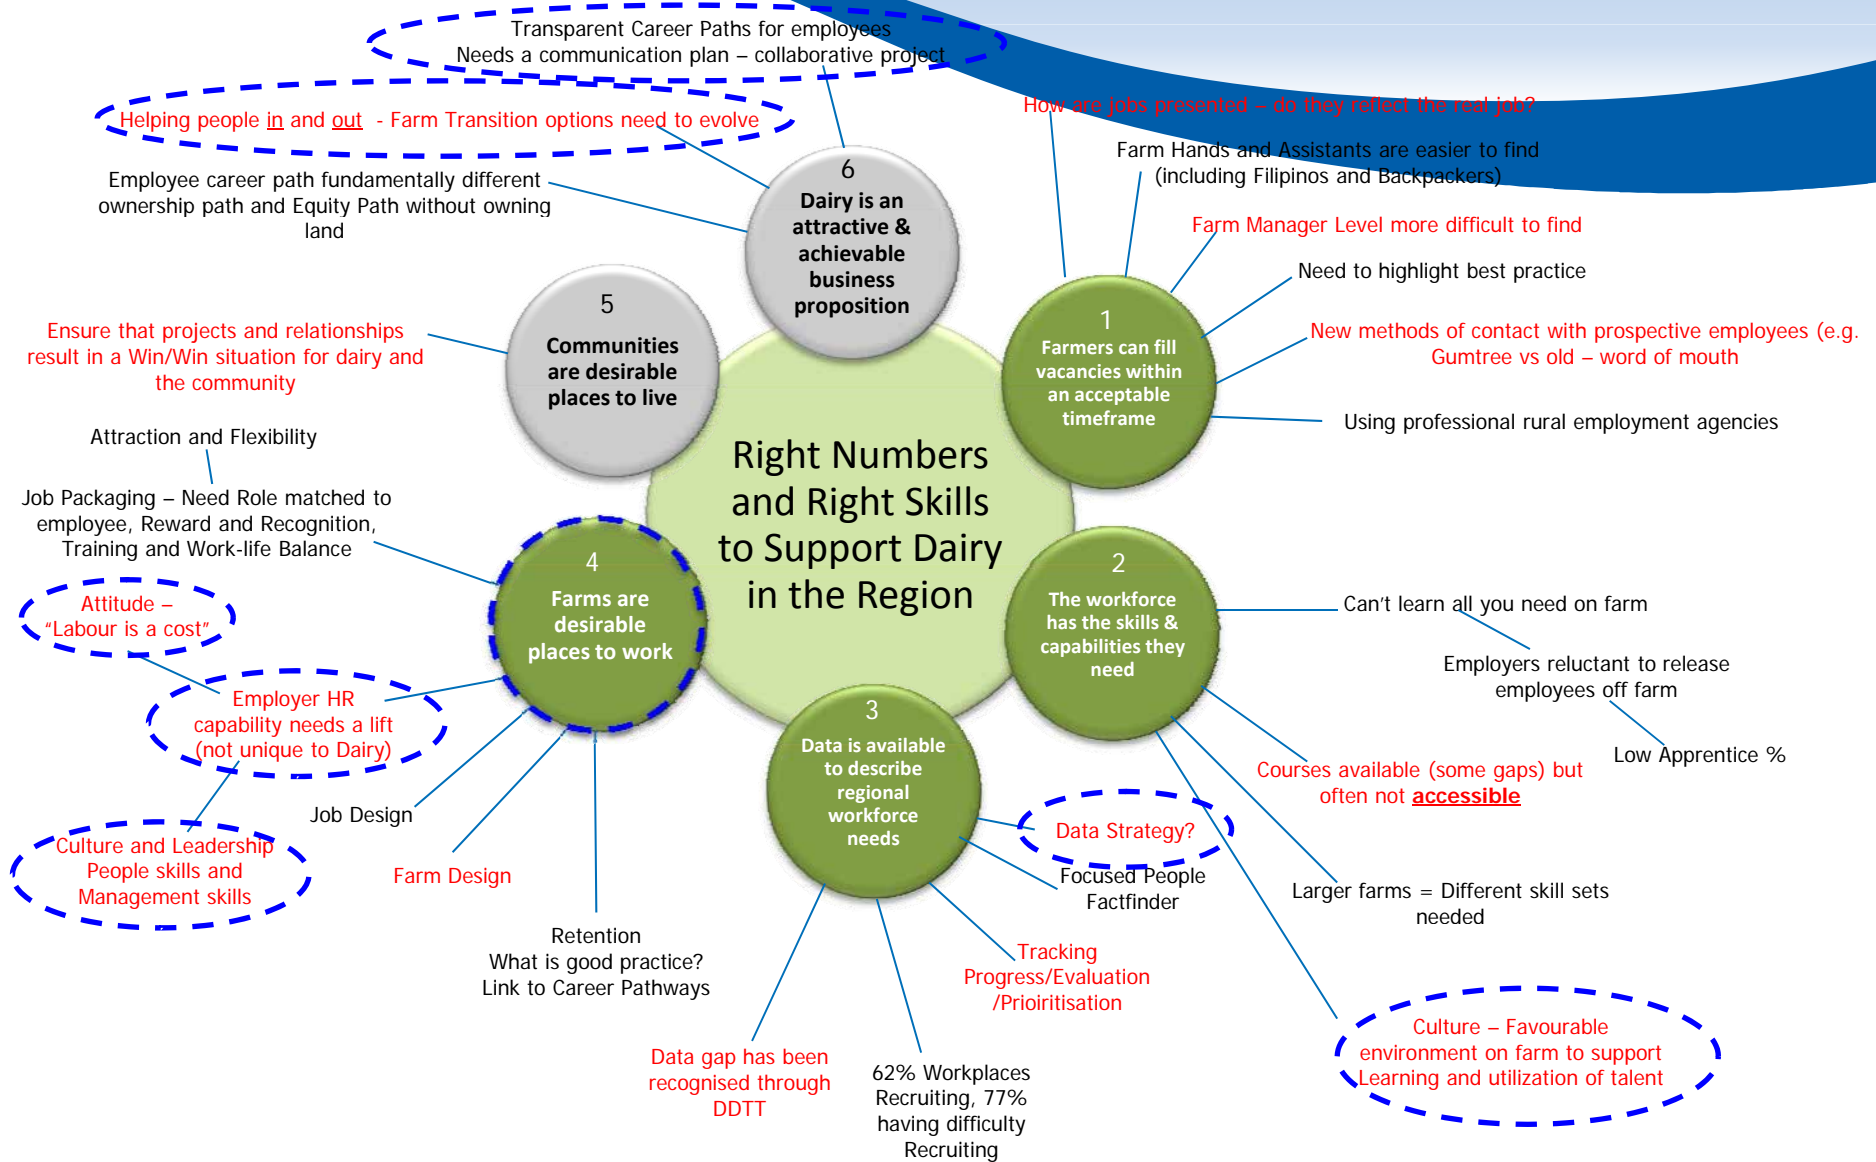 Transparent Career Paths for employees
Needs a communication plan – collaborative project
Helping people in and out  - Farm Transition options need to evolve
Employee career path fundamentally different
ownership path and Equity Path without owning
land
6
Dairy is an
attractive &
achievable
business
proposition
How are jobs presented – do they reflect the real job?
Farm Hands and Assistants are easier to find
(including Filipinos and Backpackers)
Farm Manager Level more difficult to find
Need to highlight best practice
New methods of contact with prospective employees (e.g.
Gumtree vs old – word of mouth
Using professional rural employment agencies
1
Farmers can fill
vacancies within
an acceptable
timeframe
5
Communities
are desirable
places to live
Ensure that projects and relationships
result in a Win/Win situation for dairy and
the community
Right Numbers
and Right Skills
to Support Dairy
in the Region
Attraction and Flexibility
Job Packaging – Need Role matched to
employee, Reward and Recognition,
Training and Work-life Balance
4
Farms are
desirable
places to work
Attitude –
“Labour is a cost”
Employer HR
capability needs a lift
(not unique to Dairy)
Culture and Leadership
People skills and
Management skills
Job Design
Farm Design
Retention
What is good practice?
Link to Career Pathways
2
The workforce
has the skills &
capabilities they
need
Can’t learn all you need on farm
Employers reluctant to release
employees off farm
Low Apprentice %
Courses available (some gaps) but
often not accessible
Larger farms = Different skill sets
needed
Culture – Favourable
environment on farm to support
Learning and utilization of talent
3
Data is available
to describe
regional
workforce
needs
Data Strategy?
Focused People
Factfinder
Tracking
Progress/Evaluation
/Prioiritisation
62% Workplaces
Recruiting, 77%
having difficulty
Recruiting
Data gap has been
recognised through
DDTT